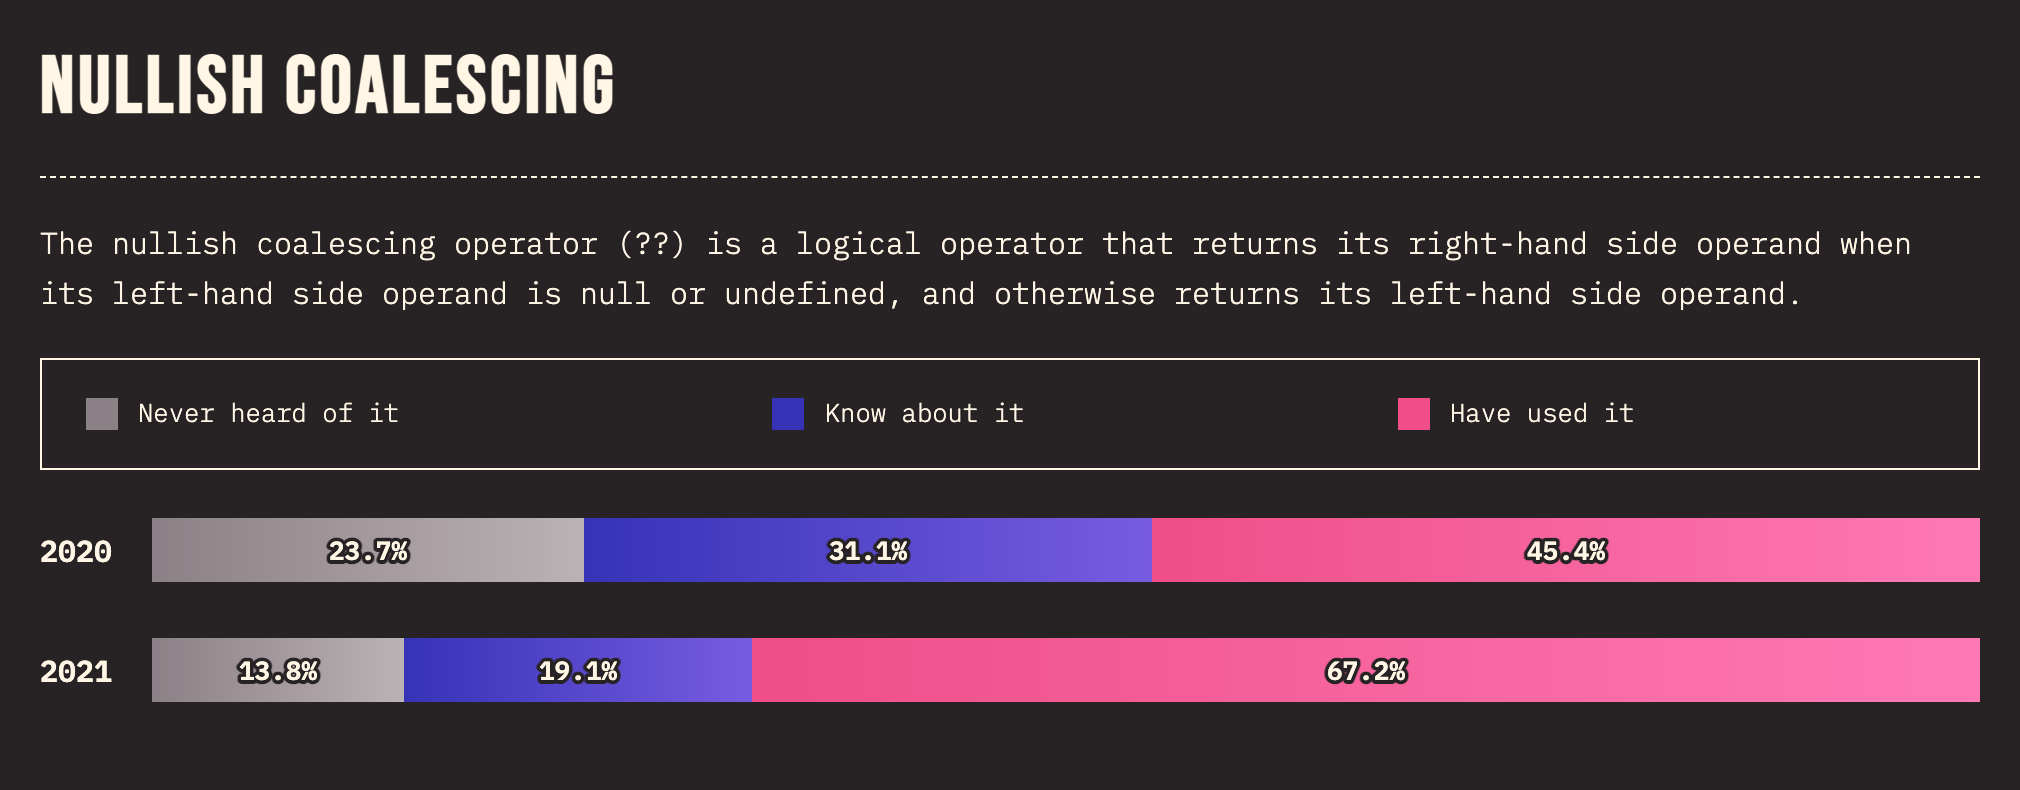 NULLISH COALESCING
The nullish coalescing operator (??) is a logical operator that returns its right-hand side operand when
its left-hand side operand is null or undefined, and otherwise returns its left-hand side operand.
Never heard of it Know about it Have used it
2020 23.7% 31.1% 45.4%
2021 13.8% 19.1% 67.2%